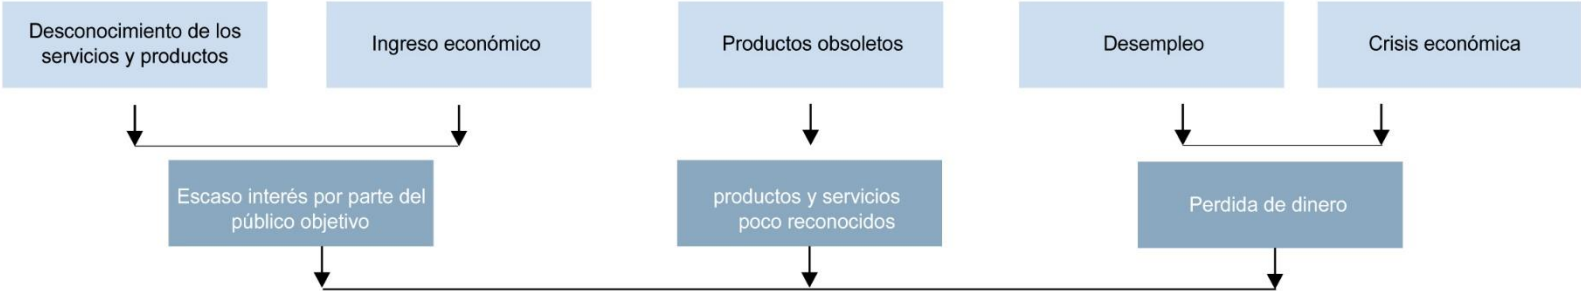 Desconocimiento de los
servicios y productos
Ingreso económico
Productos obsoletos
Desempleo
Crisis económica
Escaso interés por parte del
público objetivo
productos y servicios
poco reconocidos
Perdida de dinero